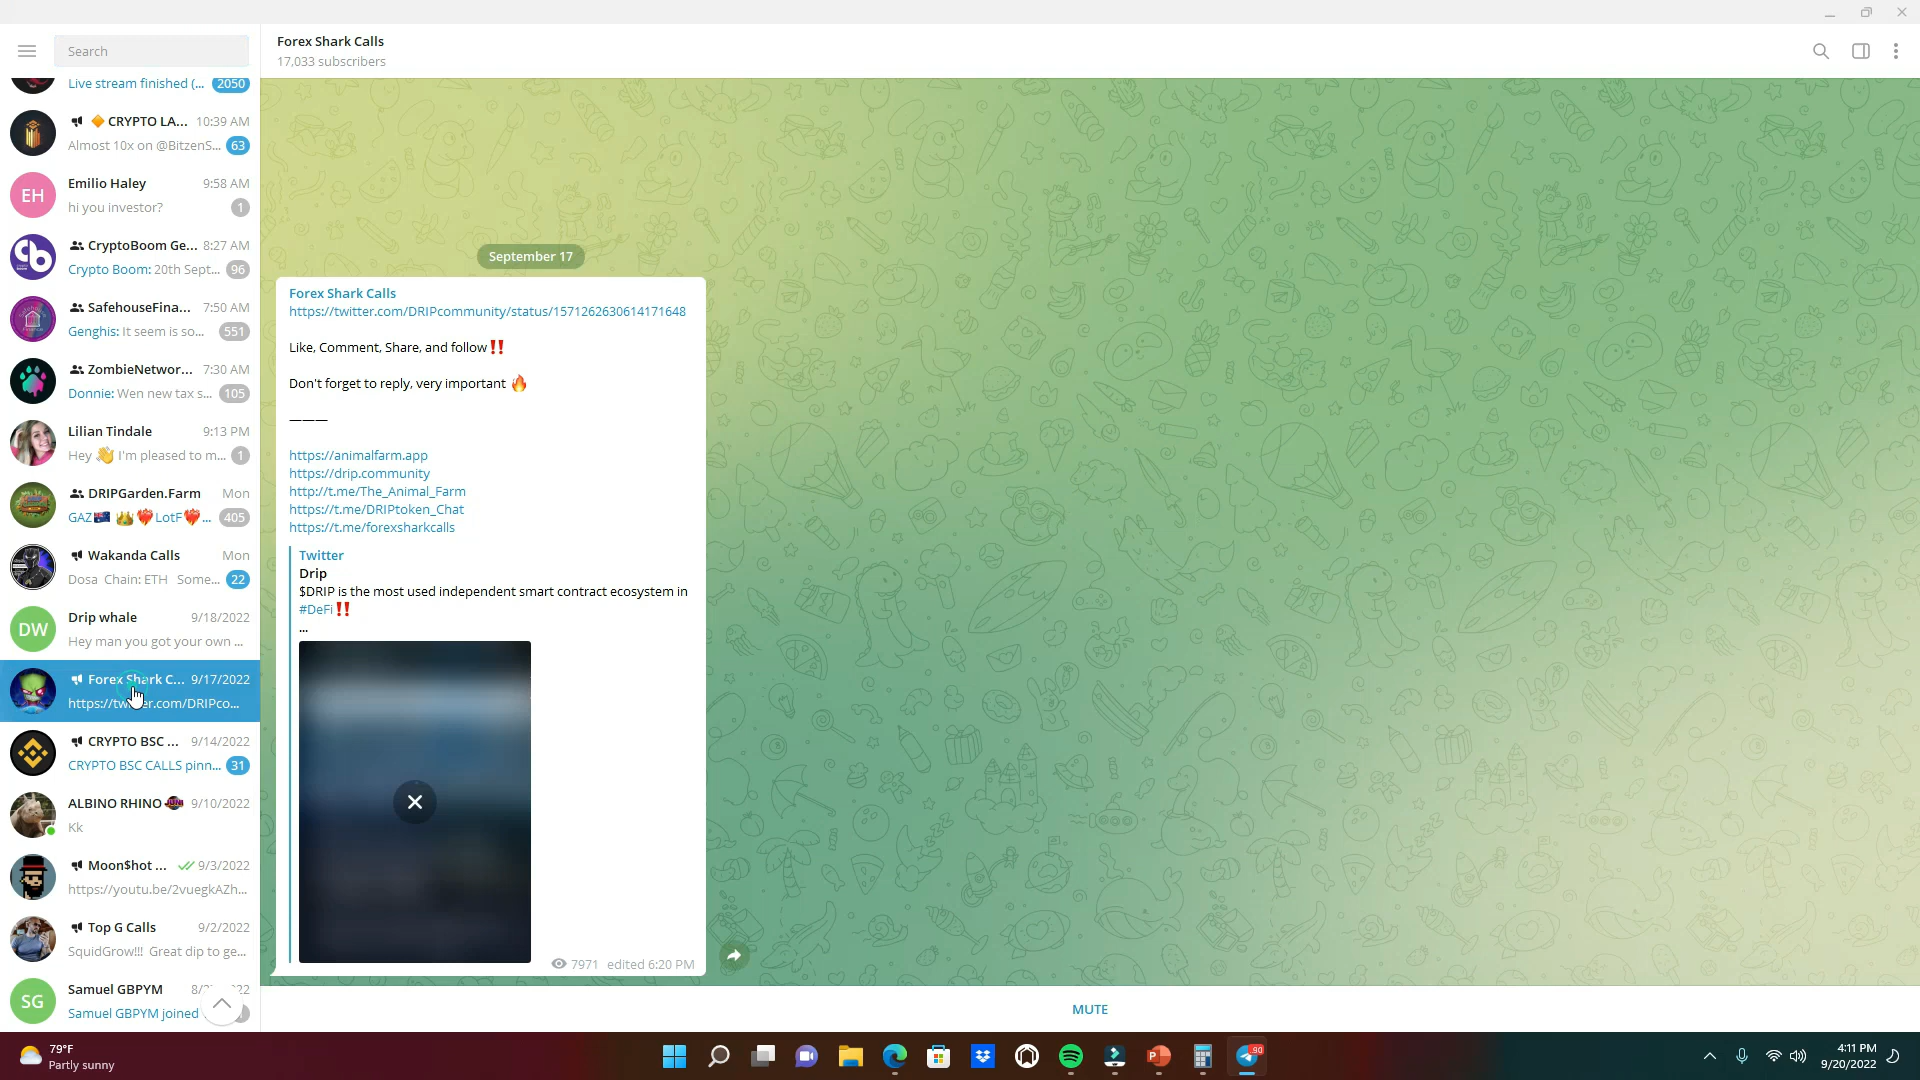 Search
Forex Shark Calls
17,033 subscribers
Live stream finished (... 2050
CRYPTO LA... 10:39 AM
Almost 10x on @BitzenS... 63
EH
Emilio Haley 9:58 AM
hi you investor? 1
CryptoBoom Ge... 8:27 AM
Crypto Boom: 20th Sept... 96
SafehouseFina... 7:50 AM
Genghis: It seem is so... 551
ZombieNetwor... 7:30 AM
Donnie: Wen new tax s... 105
Lilian Tindale 9:13 PM
Hey 👋 I'm pleased to m... 1
DRIPGarden.Farm Mon
GAZ🇦🇺 👑❤️‍🔥LotF❤️‍🔥... 405
Wakanda Calls Mon
Dosa Chain: ETH Some... 22
DW
Drip whale 9/18/2022
Hey man you got your own ...
Forex Shark C... 9/17/2022
https://twitter.com/DRIPco...
CRYPTO BSC ... 9/14/2022
CRYPTO BSC CALLS pinn... 31
ALBINO RHINO 9/10/2022
Kk
Moon$hot ... 9/3/2022
https://youtu.be/2vuegkAZh...
Top G Calls 9/2/2022
SquidGrow!!! Great dip to ge...
SG
Samuel GBPYM
Samuel GBPYM joined
September 17
Forex Shark Calls
https://twitter.com/DRIPcommunity/status/1571262630614171648
Like, Comment, Share, and follow‼️
Don't forget to reply, very important 🔥
———
https://animalfarm.app
https://drip.community
http://t.me/The_Animal_Farm
https://t.me/DRIPtoken_Chat
https://t.me/forexsharkcalls
Twitter
Drip
$DRIP is the most used independent smart contract ecosystem in
#DeFi‼️
...
7971 edited 6:20 PM
MUTE
79°F
Partly sunny
90
4:11 PM
9/20/2022